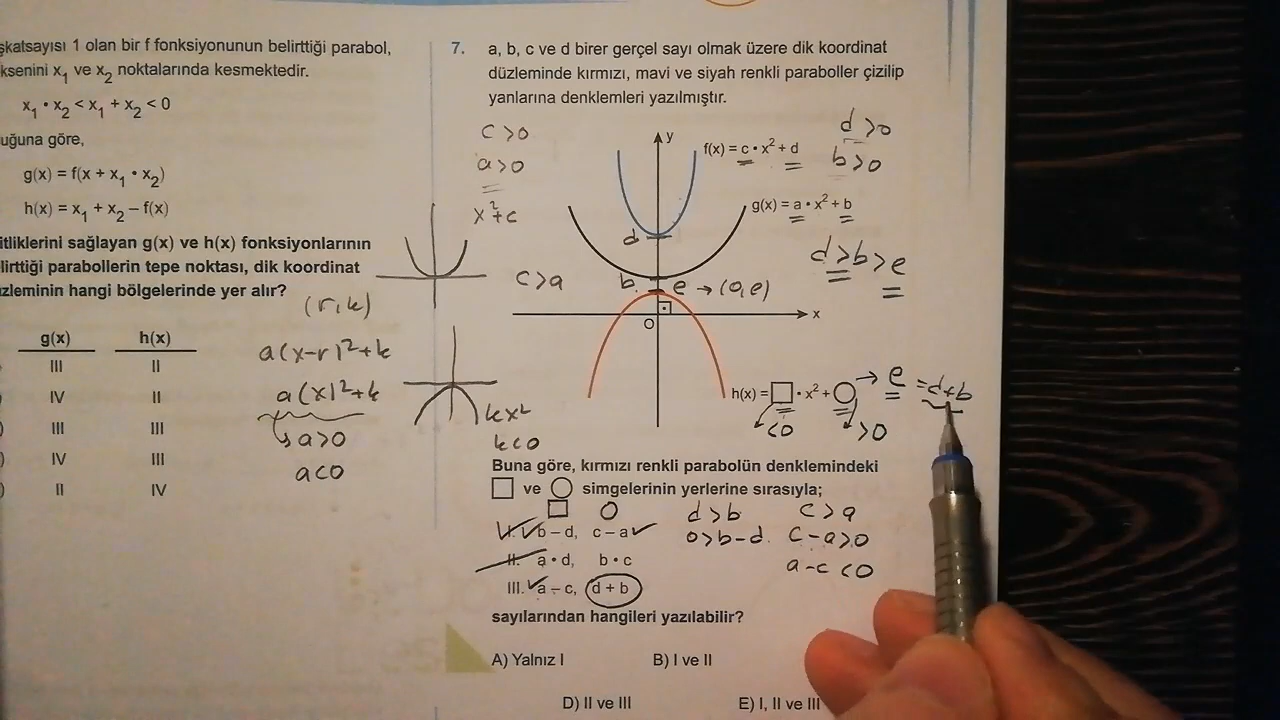 şkatsayısı 1 olan bir f fonksiyonunun belirttiği parabol,
ksenini x₁ ve x₂ noktalarında kesmektedir.
x₁ • x₂ < x₁ + x₂ < 0
uğuna göre,
g(x) = f(x + x₁ • x₂)
h(x) = x₁ + x₂ – f(x)
itliklerini sağlayan g(x) ve h(x) fonksiyonlarının
lirttiği parabollerin tepe noktası, dik koordinat
zleminin hangi bölgelerinde yer alır?
g(x) h(x)
III II
IV II
) III III
) IV III
) II IV
(r,k)
a(x-r)²+k
a(x)²+k
a>0
a<0
kx²
k<0
7. a, b, c ve d birer gerçel sayı olmak üzere dik koordinat
düzleminde kırmızı, mavi ve siyah renkli paraboller çizilip
yanlarına denklemleri yazılmıştır.
c>0
a>0
x²+c
c>a
y
f(x) = c • x² + d
d>0
b>0
g(x) = a • x² + b
d>b>e
d
b
e → (0,e)
O
x
h(x) = □ • x² + ○ → e = d+b
<0 >0
Buna göre, kırmızı renkli parabolün denklemindeki
□ ve ○ simgelerinin yerlerine sırasıyla;
□ ○
I. b – d, c – a
II. a • d, b • c
III. a – c, d + b
d>b
0>b-d
c>a
c-a>0
a-c<0
sayılarından hangileri yazılabilir?
A) Yalnız I B) I ve II
D) II ve III E) I, II ve III